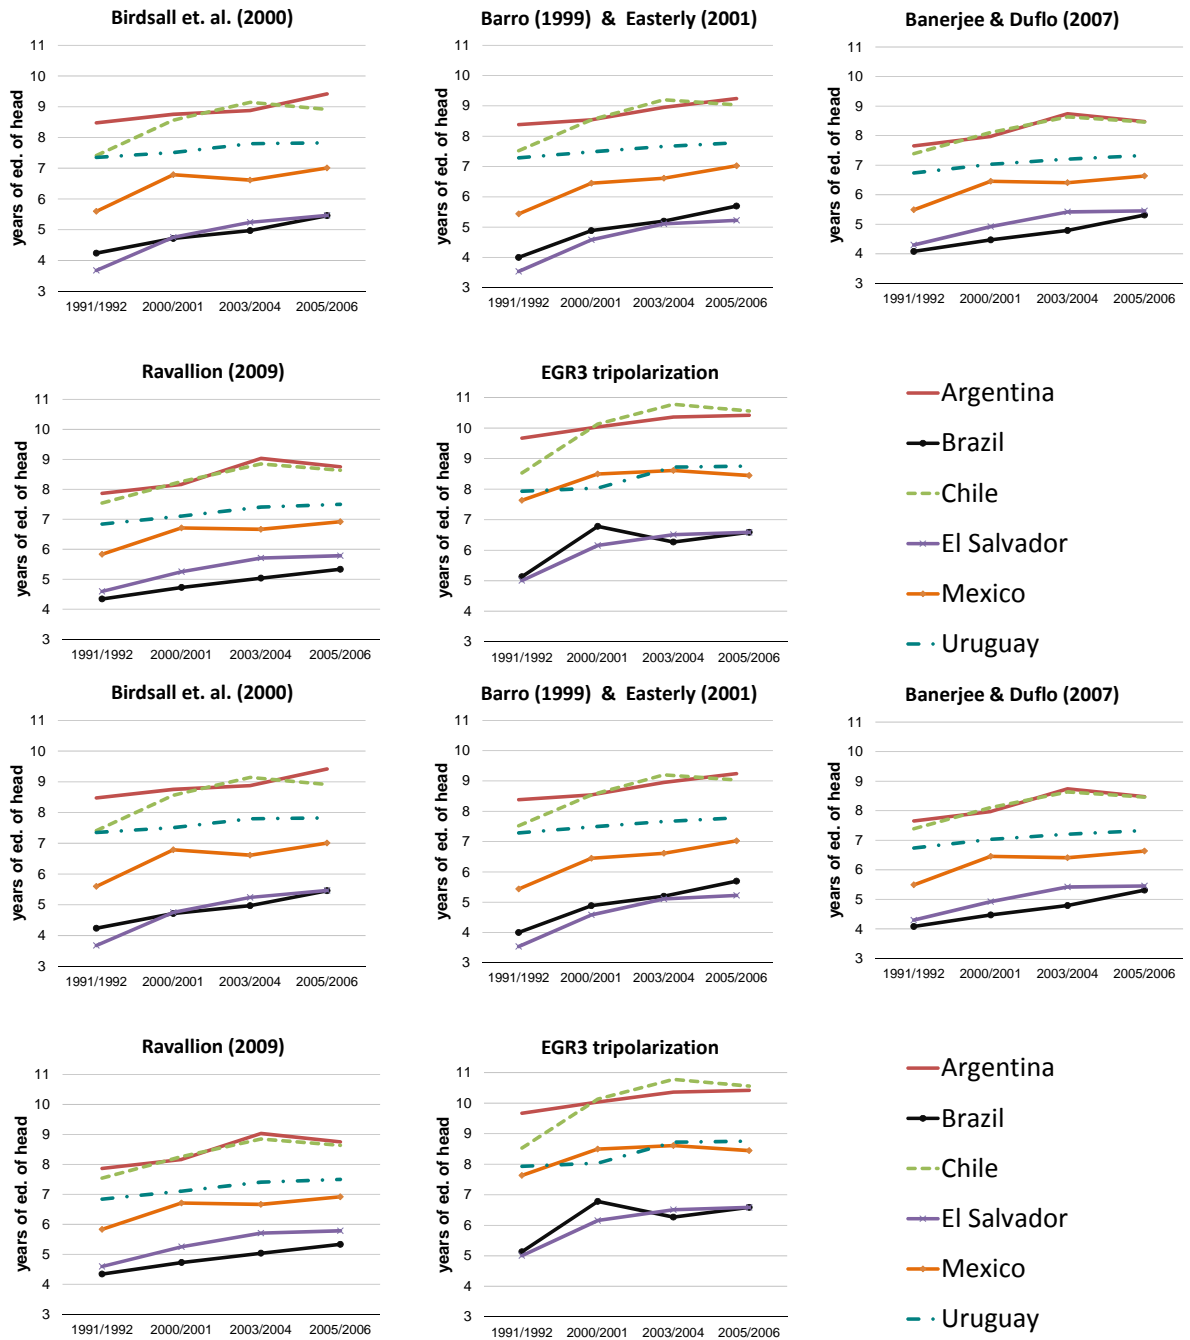 Birdsall et. al. (2000)
years of ed. of head
11
10
9
8
7
6
5
4
3
1991/1992 2000/2001 2003/2004 2005/2006
Barro (1999) & Easterly (2001)
years of ed. of head
11
10
9
8
7
6
5
4
3
1991/1992 2000/2001 2003/2004 2005/2006
Banerjee & Duflo (2007)
years of ed. of head
11
10
9
8
7
6
5
4
3
1991/1992 2000/2001 2003/2004 2005/2006
Ravallion (2009)
years of ed. of head
11
10
9
8
7
6
5
4
3
1991/1992 2000/2001 2003/2004 2005/2006
EGR3 tripolarization
years of ed. of head
11
10
9
8
7
6
5
4
3
1991/1992 2000/2001 2003/2004 2005/2006
Argentina
Brazil
Chile
El Salvador
Mexico
Uruguay
Birdsall et. al. (2000)
years of ed. of head
11
10
9
8
7
6
5
4
3
1991/1992 2000/2001 2003/2004 2005/2006
Barro (1999) & Easterly (2001)
years of ed. of head
11
10
9
8
7
6
5
4
3
1991/1992 2000/2001 2003/2004 2005/2006
Banerjee & Duflo (2007)
years of ed. of head
11
10
9
8
7
6
5
4
3
1991/1992 2000/2001 2003/2004 2005/2006
Ravallion (2009)
years of ed. of head
11
10
9
8
7
6
5
4
3
1991/1992 2000/2001 2003/2004 2005/2006
EGR3 tripolarization
years of ed. of head
11
10
9
8
7
6
5
4
3
1991/1992 2000/2001 2003/2004 2005/2006
Argentina
Brazil
Chile
El Salvador
Mexico
Uruguay